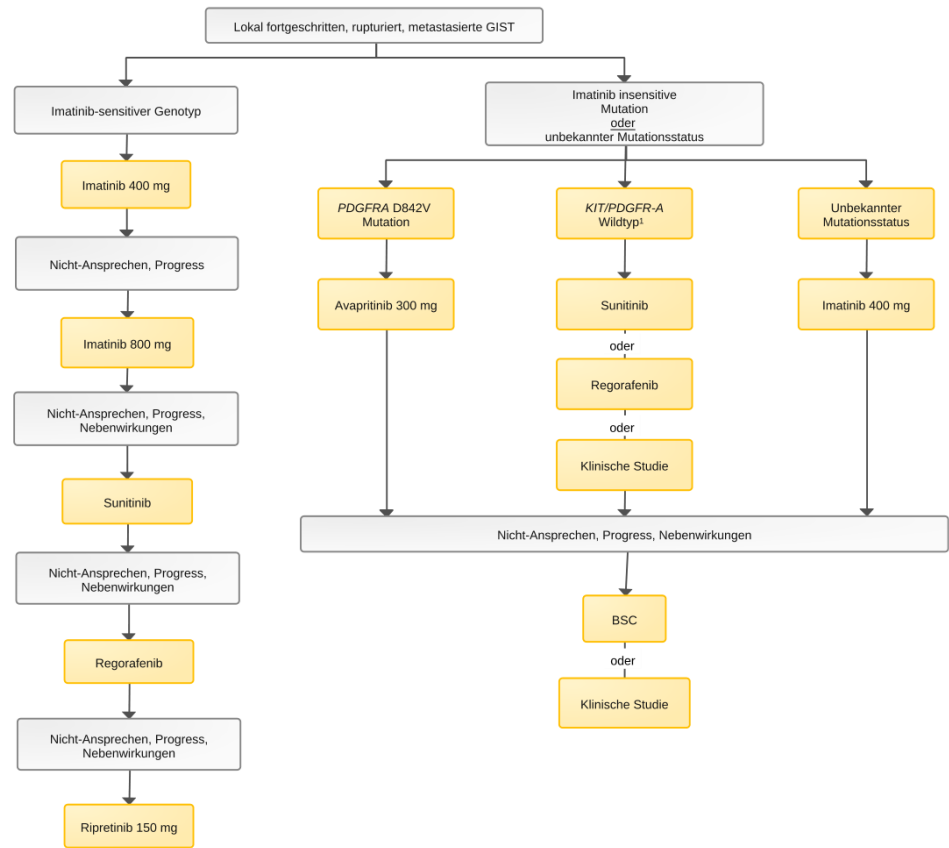 Lokal fortgeschritten, rupturiert, metastasierte GIST
Imatinib-sensitiver Genotyp
Imatinib 400 mg
Nicht-Ansprechen, Progress
Imatinib 800 mg
Nicht-Ansprechen, Progress,
Nebenwirkungen
Sunitinib
Nicht-Ansprechen, Progress,
Nebenwirkungen
Regorafenib
Nicht-Ansprechen, Progress,
Nebenwirkungen
Ripretinib 150 mg
Imatinib insensitive
Mutation
oder
unbekannter Mutationsstatus
PDGFRA D842V
Mutation
Avapritinib 300 mg
KIT/PDGFR-A
Wildtyp¹
Sunitinib
oder
Regorafenib
oder
Klinische Studie
Unbekannter
Mutationsstatus
Imatinib 400 mg
Nicht-Ansprechen, Progress, Nebenwirkungen
BSC
oder
Klinische Studie